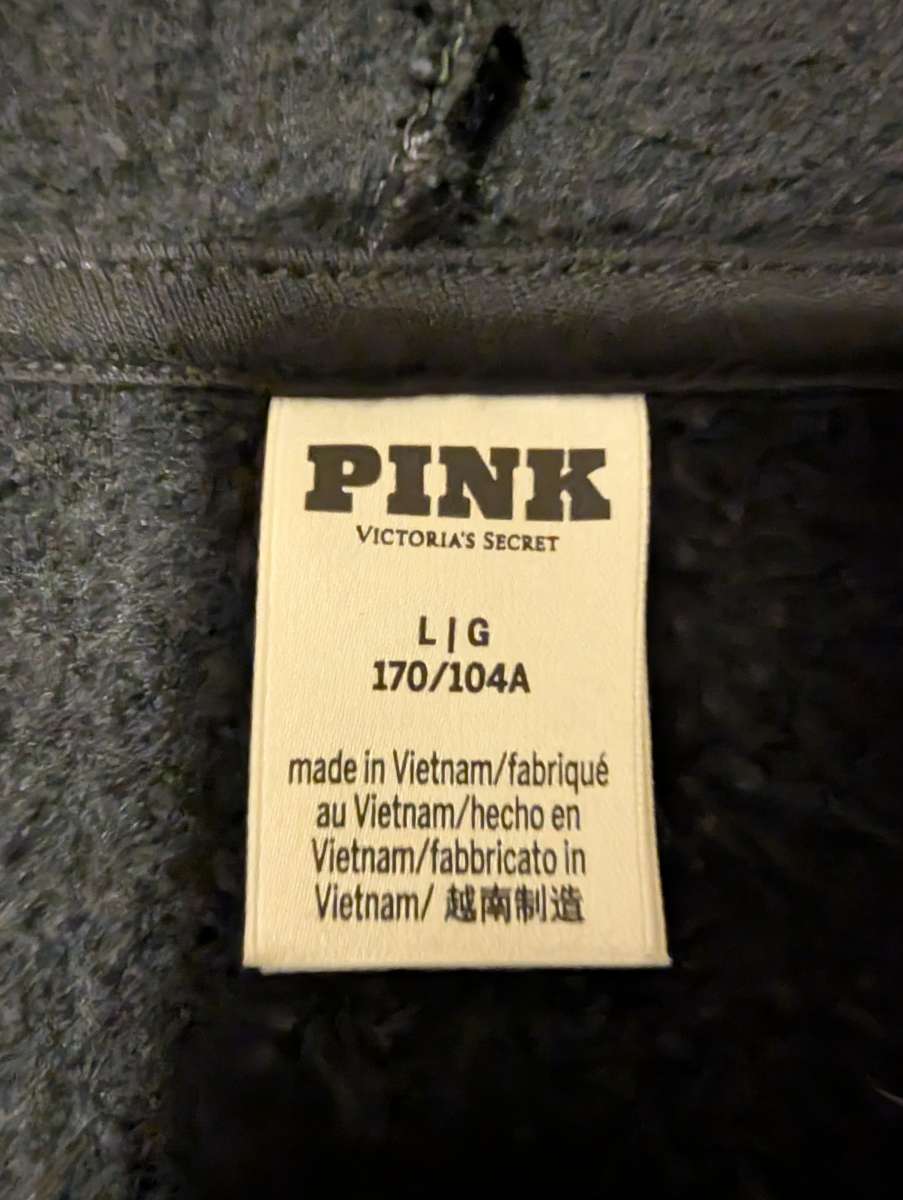 PINK
VICTORIA'S SECRET
L | G
170/104A
made in Vietnam/fabriqué
au Vietnam/hecho en
Vietnam/fabbricato in
Vietnam/ 越南制造